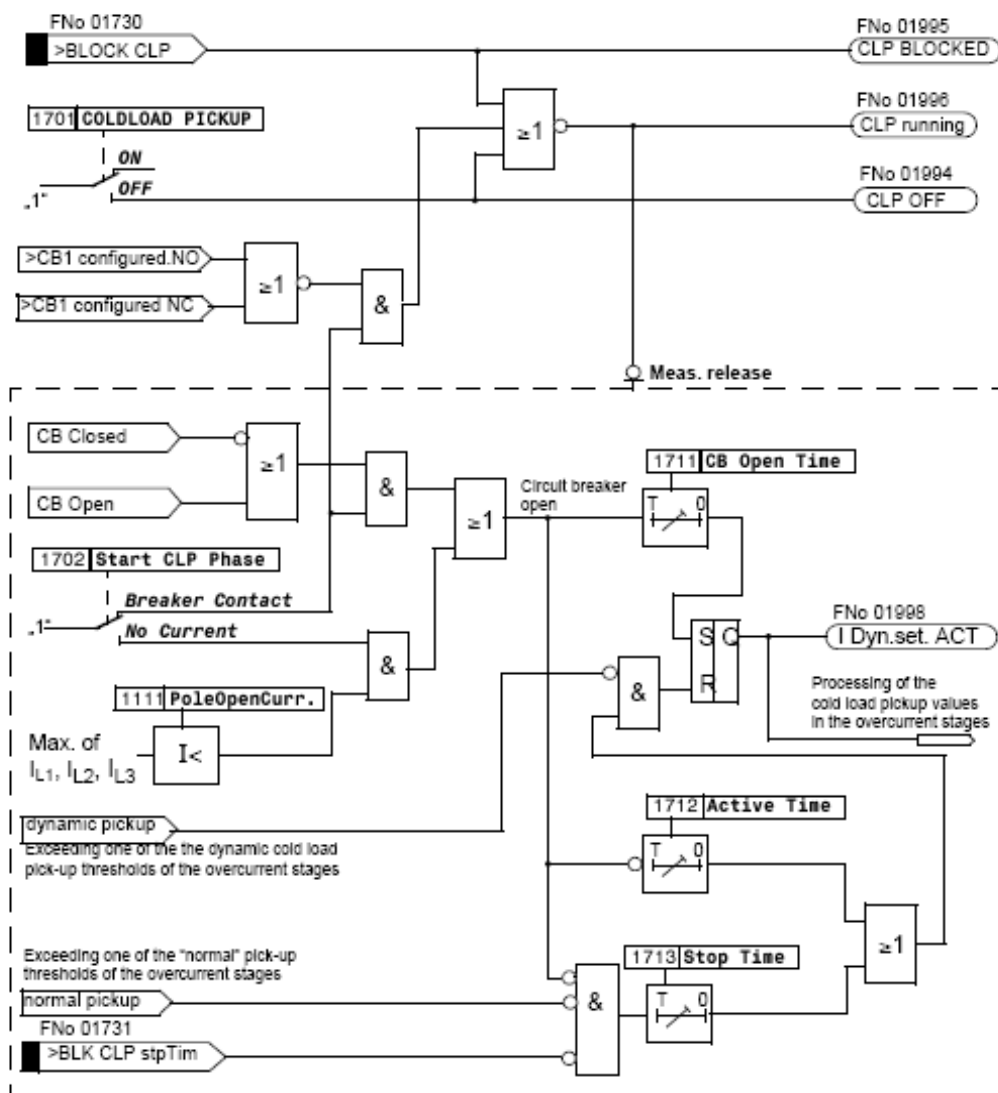 FNo 01730
>BLOCK CLP
FNo 01995
CLP BLOCKED
1701 COLDLOAD PICKUP
≥1
FNo 01996
CLP running
ON
OFF
„1"
FNo 01994
CLP OFF
>CB1 configured.NO
≥1
&
>CB1 configured NC
Meas. release
CB Closed
≥1
1711 CB Open Time
&
Circuit breaker
open
T 0
CB Open
≥1
1702 Start CLP Phase
Breaker Contact
„1"
No Current
FNo 01998
S Q
I Dyn.set. ACT
R
&
&
1111 PoleOpenCurr.
Processing of the
cold load pickup values
in the overcurrent stages
Max. of
IL1, IL2, IL3
I<
1712 Active Time
dynamic pickup
Exceeding one of the the dynamic cold load
pick-up thresholds of the overcurrent stages
T 0
≥1
Exceeding one of the "normal" pick-up
thresholds of the overcurrent stages
1713 Stop Time
normal pickup
&
T 0
FNo 01731
>BLK CLP stpTim